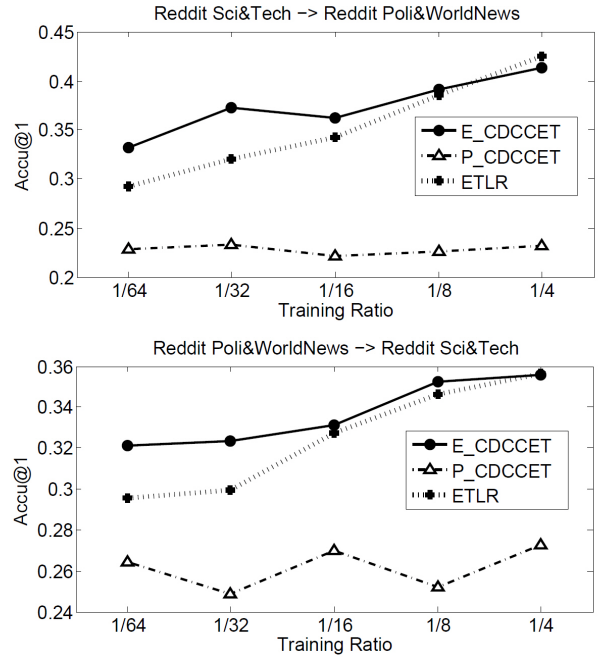 Reddit Sci&Tech −> Reddit Poli&WorldNews
0.45
0.4
0.35
0.3
0.25
0.2
Accu@1
E_CDCCET
P_CDCCET
ETLR
1/64 1/32 1/16 1/8 1/4
Training Ratio
Reddit Poli&WorldNews −> Reddit Sci&Tech
0.36
0.34
0.32
0.3
0.28
0.26
0.24
Accu@1
E_CDCCET
P_CDCCET
ETLR
1/64 1/32 1/16 1/8 1/4
Training Ratio